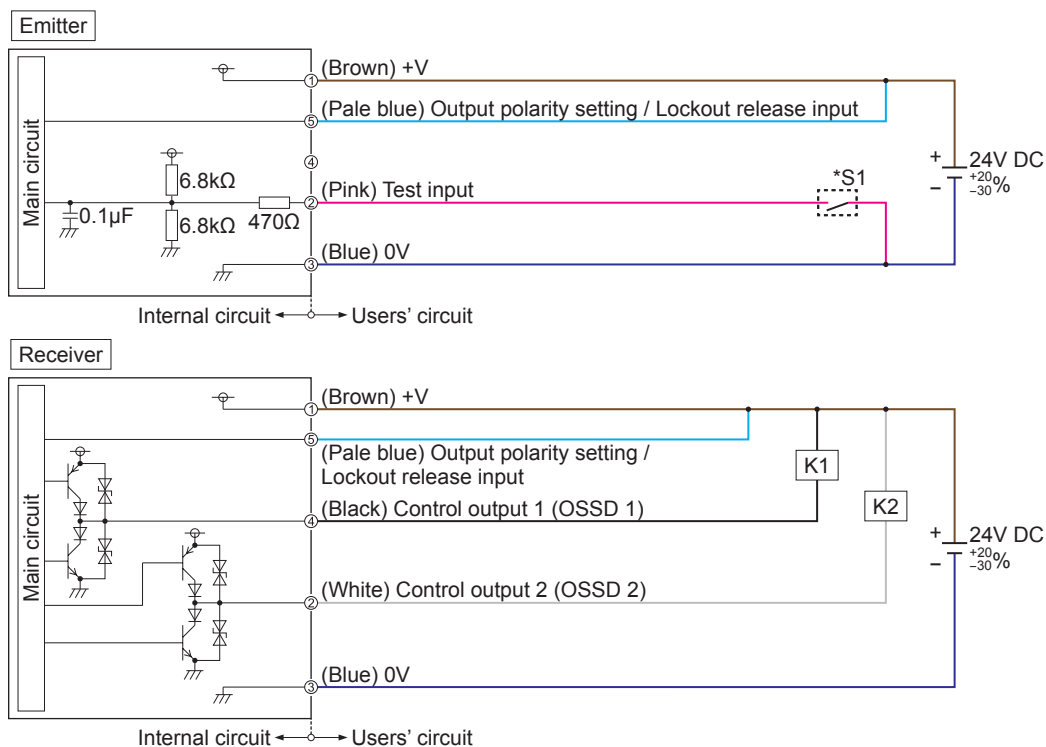 Emitter
Main circuit
(Brown) +V
①
(Pale blue) Output polarity setting / Lockout release input
⑤
④
6.8kΩ
(Pink) Test input
②
*S1
0.1µF
6.8kΩ
470Ω
(Blue) 0V
③
+
−
24V DC
+20
−30%
Internal circuit
Users’ circuit
Receiver
Main circuit
(Brown) +V
①
⑤
(Pale blue) Output polarity setting /
Lockout release input
K1
(Black) Control output 1 (OSSD 1)
④
K2
+
−
24V DC
+20
−30%
(White) Control output 2 (OSSD 2)
②
(Blue) 0V
③
Internal circuit
Users’ circuit